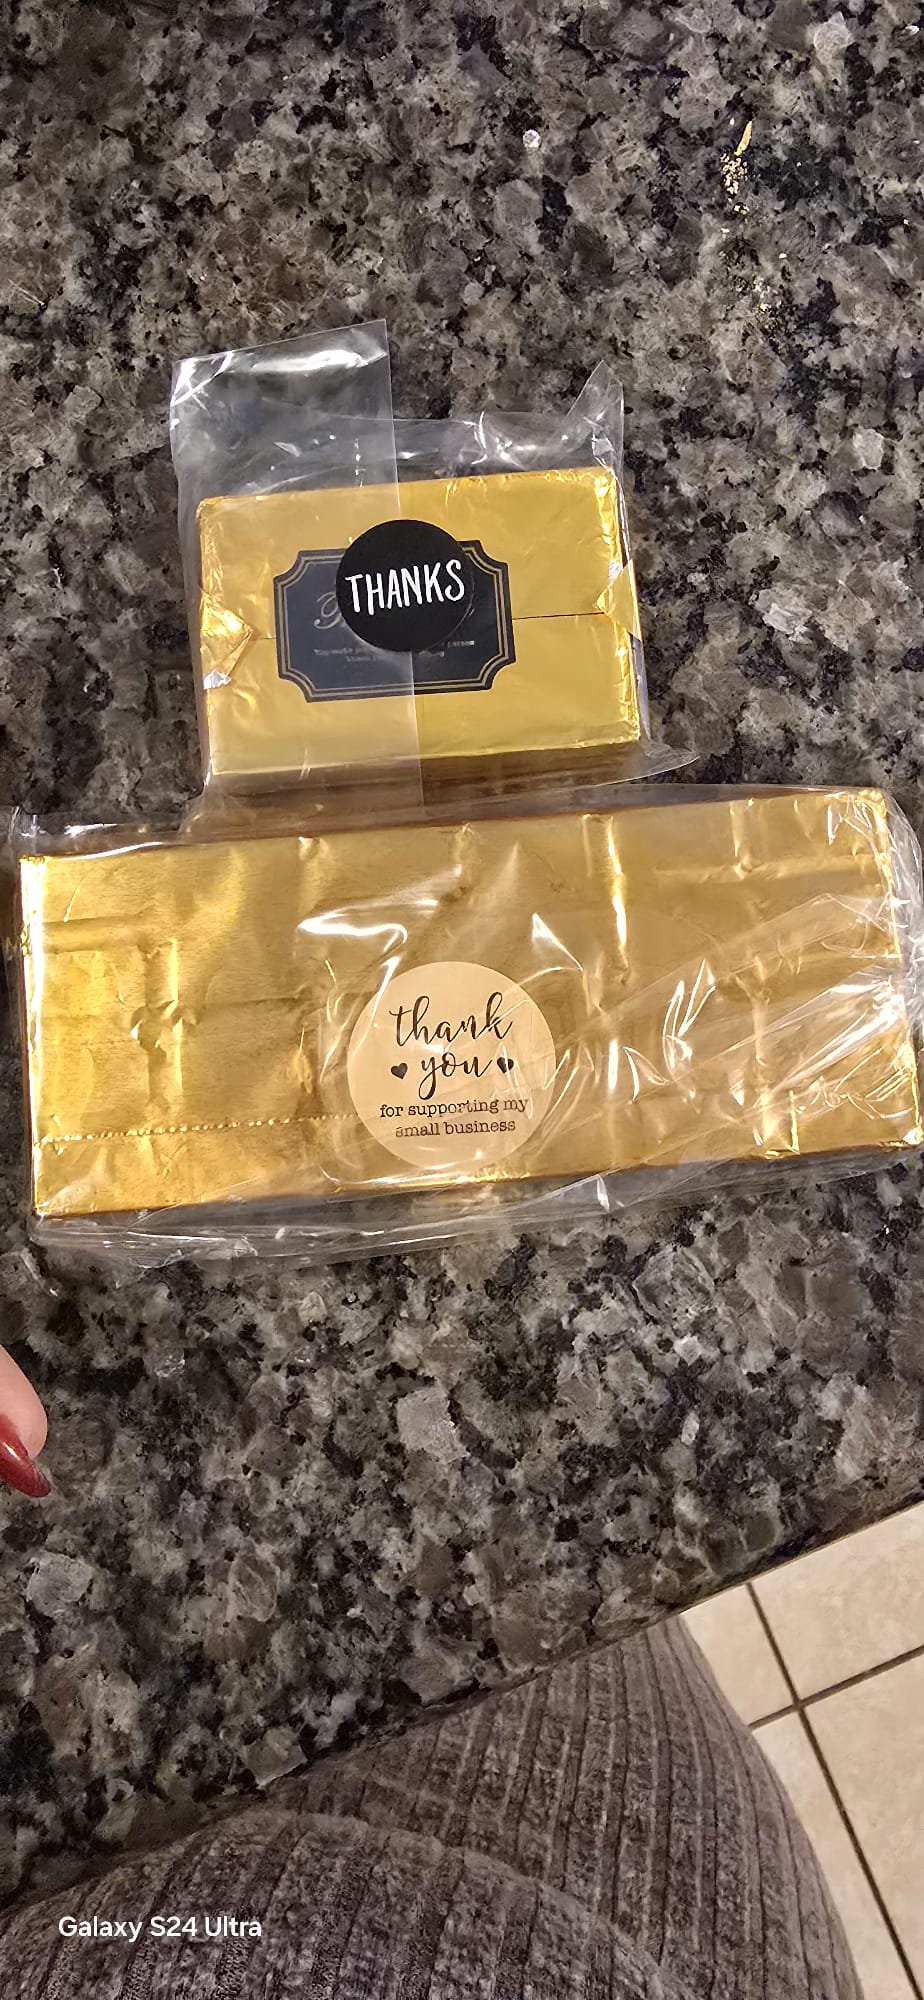 THANKS
thank
you
for supporting my
small business
Galaxy S24 Ultra